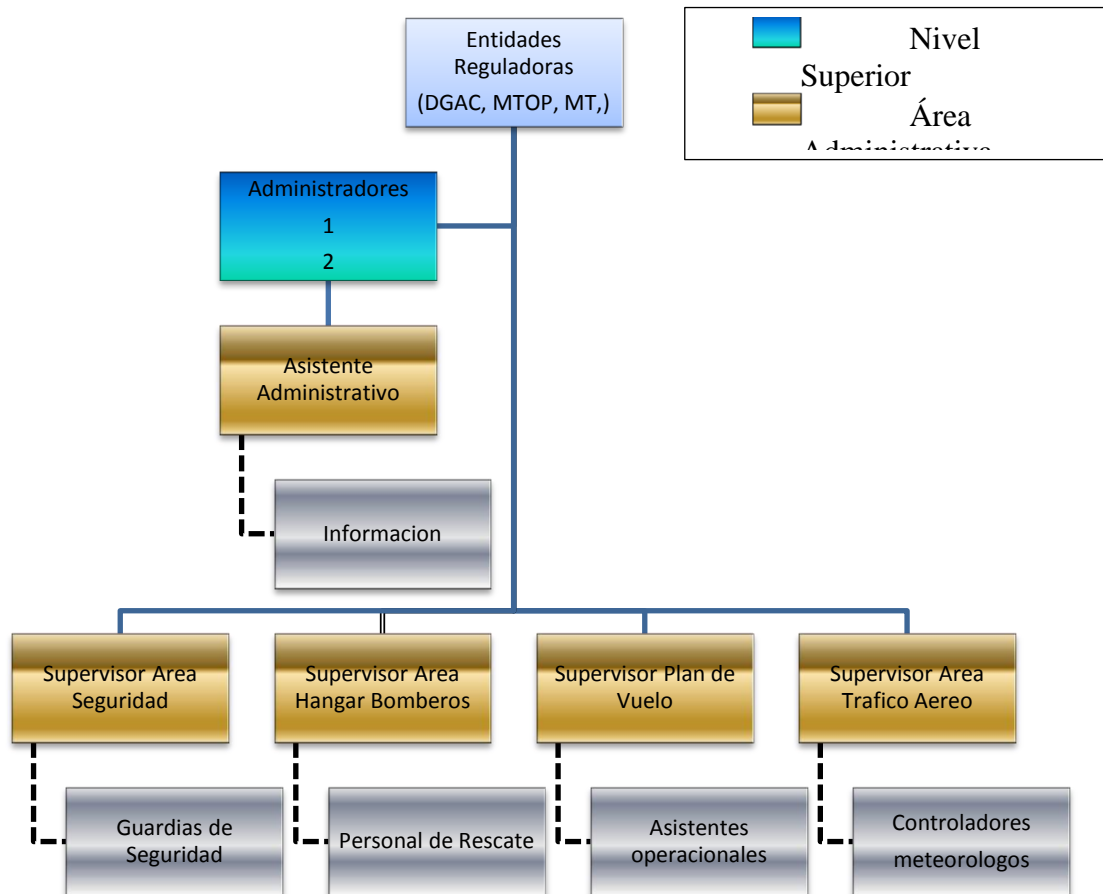 Entidades
Reguladoras
(DGAC, MTOP, MT,)
Nivel
Superior
Área
Administrativa
Administradores
1
2
Asistente
Administrativo
Informacion
Supervisor Area
Seguridad
Supervisor Area
Hangar Bomberos
Supervisor Plan de
Vuelo
Supervisor Area
Trafico Aereo
Guardias de
Seguridad
Personal de Rescate
Asistentes
operacionales
Controladores
meteorologos